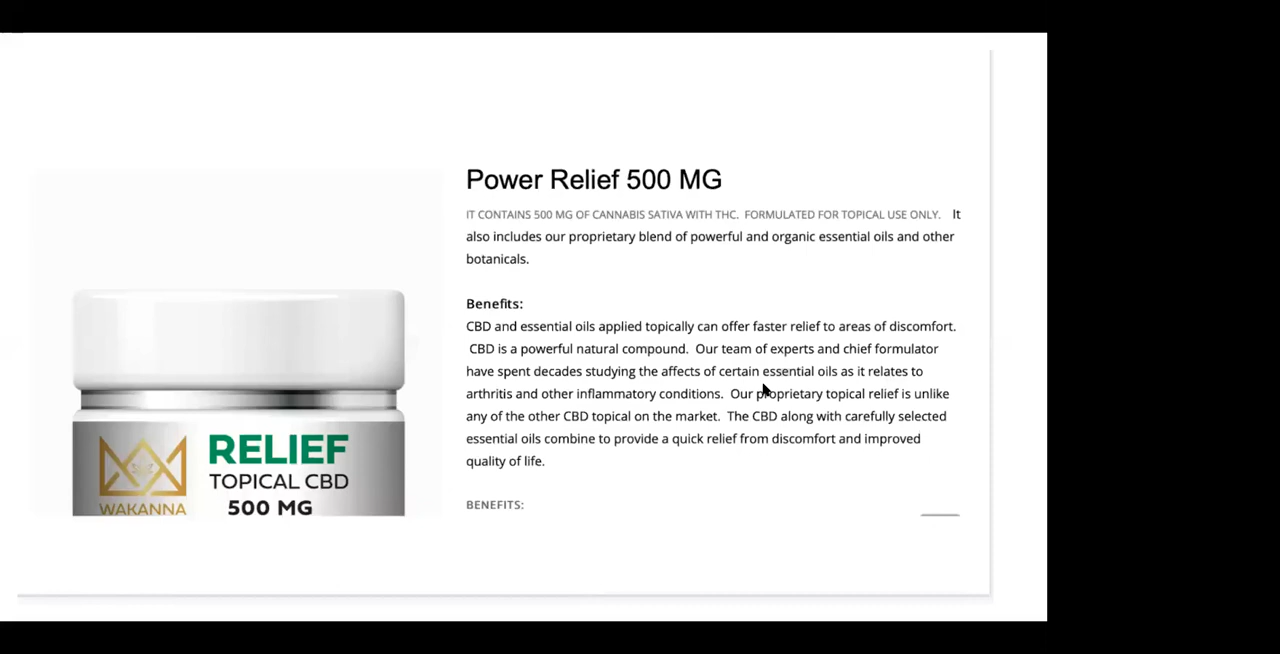 Power Relief 500 MG
IT CONTAINS 500 MG OF CANNABIS SATIVA WITH THC.  FORMULATED FOR TOPICAL USE ONLY.   It
also includes our proprietary blend of powerful and organic essential oils and other
botanicals.
Benefits:
CBD and essential oils applied topically can offer faster relief to areas of discomfort.
CBD is a powerful natural compound.  Our team of experts and chief formulator
have spent decades studying the affects of certain essential oils as it relates to
arthritis and other inflammatory conditions.  Our proprietary topical relief is unlike
any of the other CBD topical on the market.  The CBD along with carefully selected
essential oils combine to provide a quick relief from discomfort and improved
quality of life.
BENEFITS:
RELIEF
TOPICAL CBD
500 MG
WAKANNA